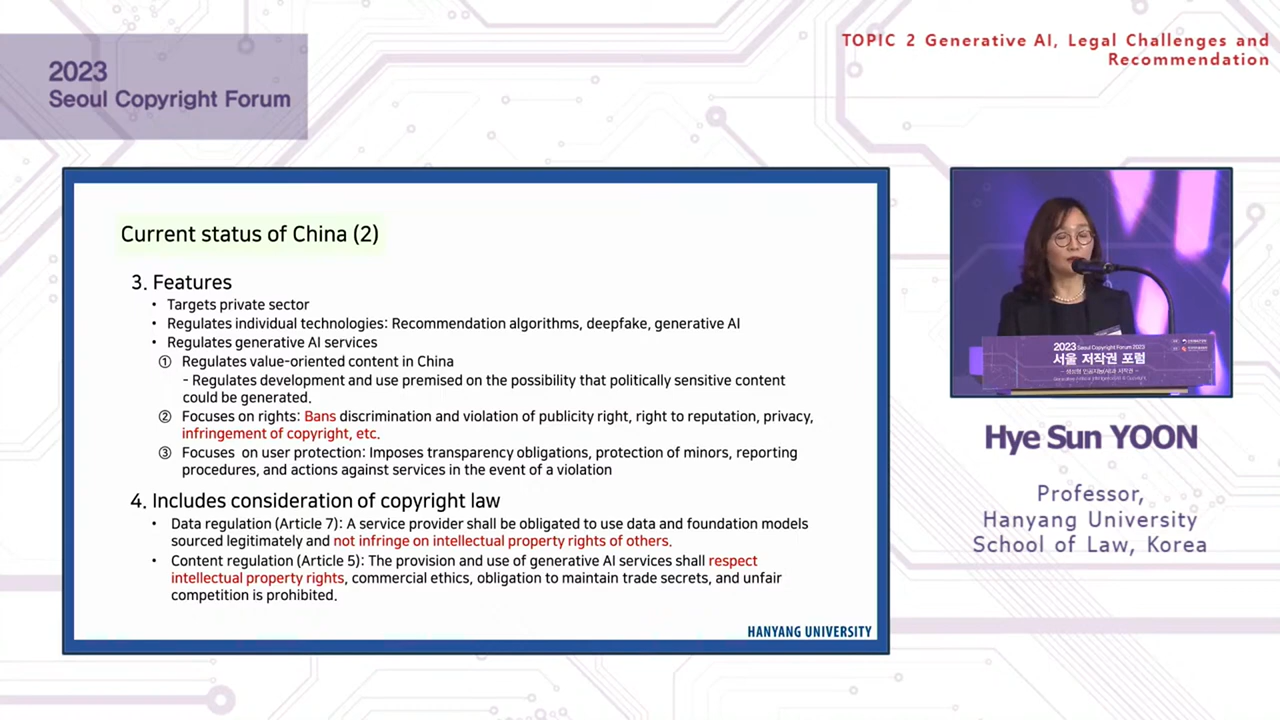 TOPIC 2 Generative AI, Legal Challenges and
Recommendation
2023
Seoul Copyright Forum
Current status of China (2)
3. Features
• Targets private sector
• Regulates individual technologies: Recommendation algorithms, deepfake, generative AI
• Regulates generative AI services
① Regulates value-oriented content in China
- Regulates development and use premised on the possibility that politically sensitive content
could be generated.
② Focuses on rights: Bans discrimination and violation of publicity right, right to reputation, privacy,
infringement of copyright, etc.
③ Focuses on user protection: Imposes transparency obligations, protection of minors, reporting
procedures, and actions against services in the event of a violation
4. Includes consideration of copyright law
• Data regulation (Article 7): A service provider shall be obligated to use data and foundation models
sourced legitimately and not infringe on intellectual property rights of others.
• Content regulation (Article 5): The provision and use of generative AI services shall respect
intellectual property rights, commercial ethics, obligation to maintain trade secrets, and unfair
competition is prohibited.
HANYANG UNIVERSITY
2023 Seoul Copyright Forum 2023
서울 저작권 포럼
Hye Sun YOON
Professor,
Hanyang University
School of Law, Korea